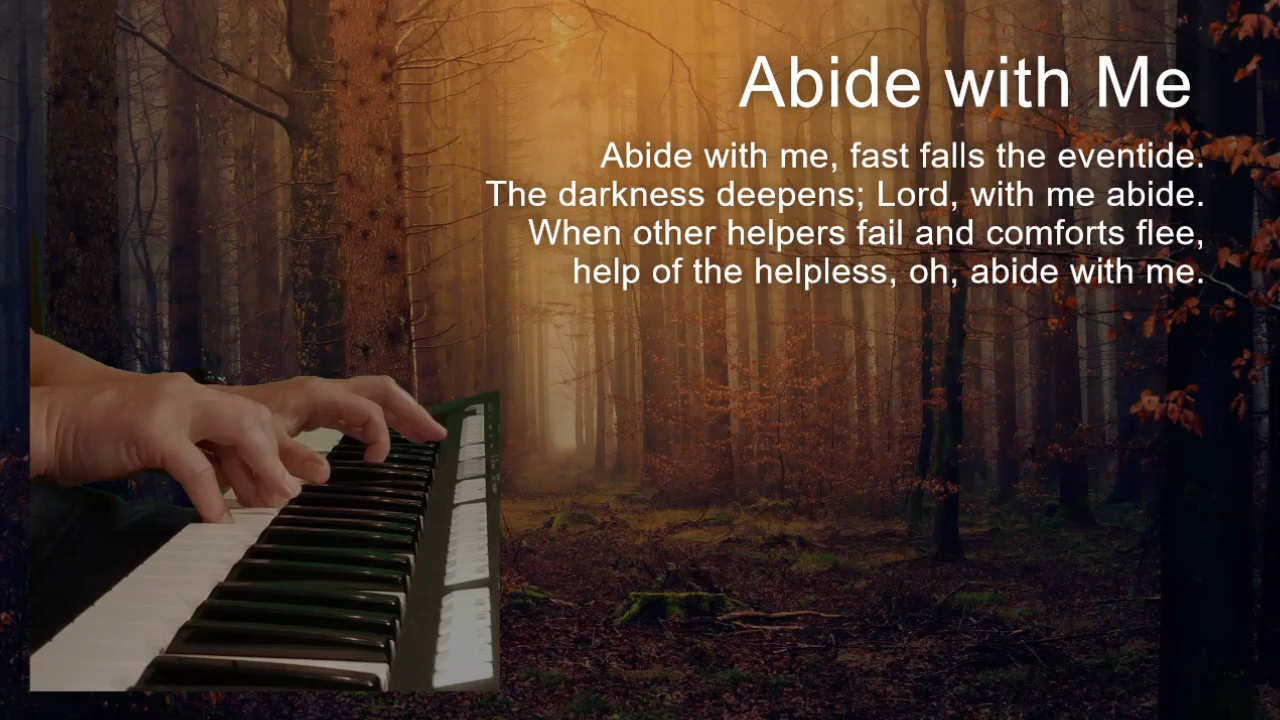 Abide with Me
Abide with me, fast falls the eventide.
The darkness deepens; Lord, with me abide.
When other helpers fail and comforts flee,
help of the helpless, oh, abide with me.